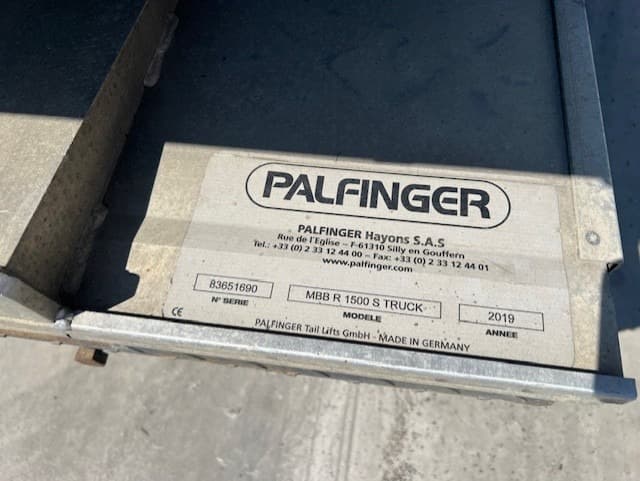 PALFINGER
PALFINGER Hayons S.A.S
Rue de l'Eglise – F-61310 Silly en Gouffern
Tel.: +33 (0) 2 33 12 44 00 – Fax: +33 (0) 2 33 12 44 01
www.palfinger.com
83651690 MBB R 1500 S TRUCK 2019
N° SERIE MODELE ANNEE
CE PALFINGER Tail Lifts GmbH - MADE IN GERMANY